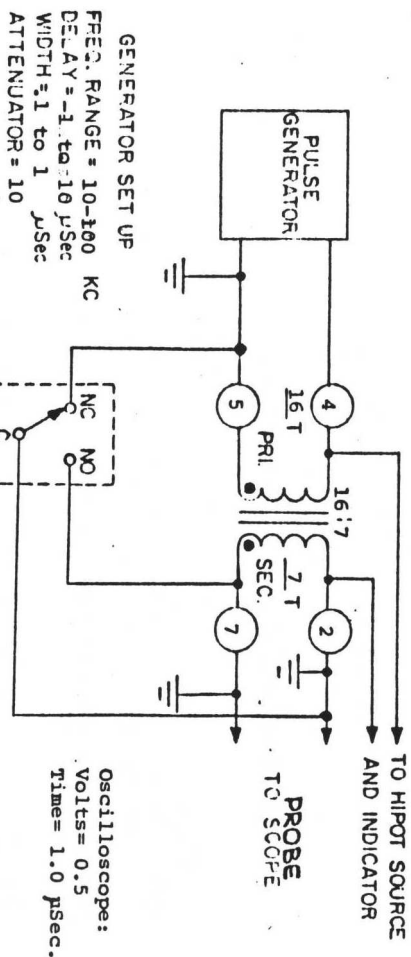 TO HIPOT SOURCE
AND INDICATOR
PULSE
GENERATOR
4
16 T
5
PRI.
16:7
SEC.
7 T
2
7
PROBE
TO SCOPE
NC
NO
C
GENERATOR SET UP
FREQ. RANGE = 10-100 KC
DELAY = -1 to 10 µSec
WIDTH = .1 to 1 µSec
ATTENUATOR = 10
Oscilloscope:
Volts= 0.5
Time= 1.0 µSec.